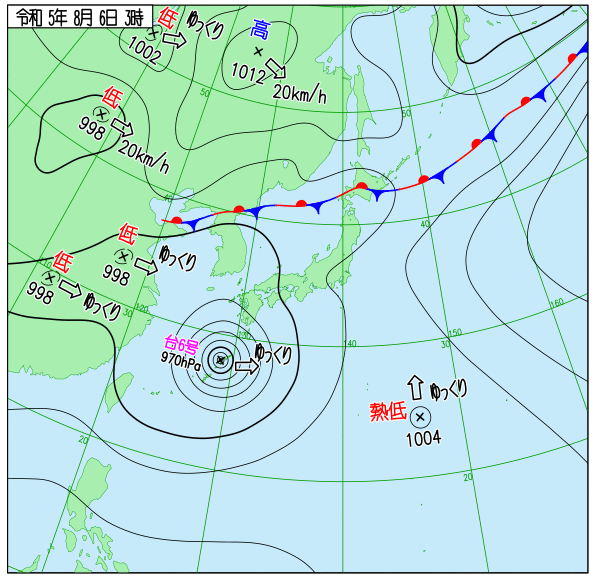 令和 5年 8月 6日 3時
低
ゆっくり
1002
高
1012
20km/h
低
998
20km/h
50
50
40
40
低
998
ゆっくり
低
998
ゆっくり
120
30
台6号
970hPa
ゆっくり
130
140
30
150
160
熱低
ゆっくり
1004
20
20